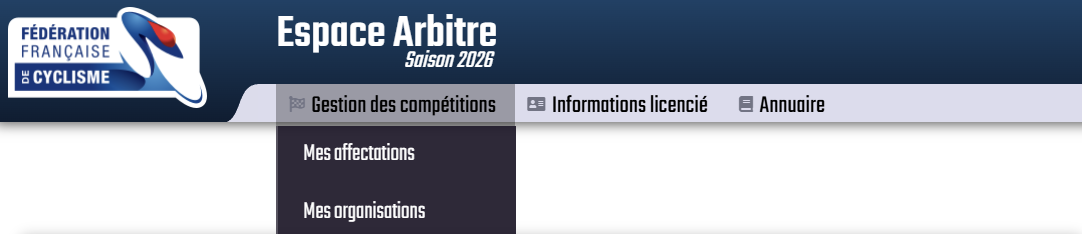 FÉDÉRATION
FRANÇAISE
DE CYCLISME
Espace Arbitre
Saison 2026
Gestion des compétitions
Informations licencié
Annuaire
Mes affectations
Mes organisations